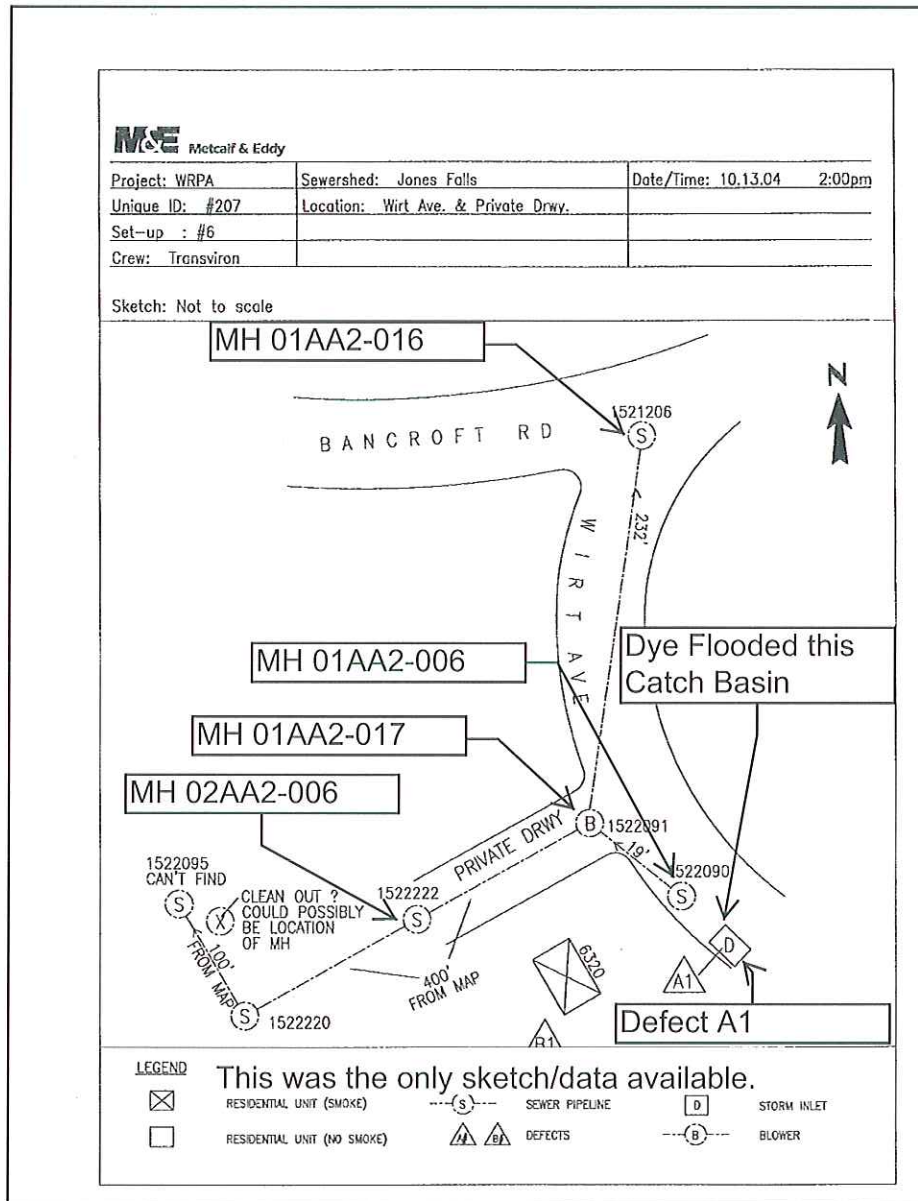 M&E Metcalf & Eddy
Project: WRPA
Sewershed: Jones Falls
Date/Time: 10.13.04 2:00pm
Unique ID: #207
Location: Wirt Ave. & Private Drwy.
Set-up : #6
Crew: Transviron
Sketch: Not to scale
MH 01AA2-016
N
1521206
BANCROFT RD
232'
WIRT AVE
MH 01AA2-006
Dye Flooded this
Catch Basin
MH 01AA2-017
MH 02AA2-006
PRIVATE DRWY
B
1522091
19'
1522095
CAN'T FIND
1522222
522090
S
CLEAN OUT ?
COULD POSSIBLY
BE LOCATION
OF MH
S
X
S
S
D
100'
FROM MAP
400'
FROM MAP
6320
A1
S
1522220
Defect A1
B1
LEGEND
This was the only sketch/data available.
RESIDENTIAL UNIT (SMOKE)
S
SEWER PIPELINE
D
STORM INLET
RESIDENTIAL UNIT (NO SMOKE)
DEFECTS
B
BLOWER